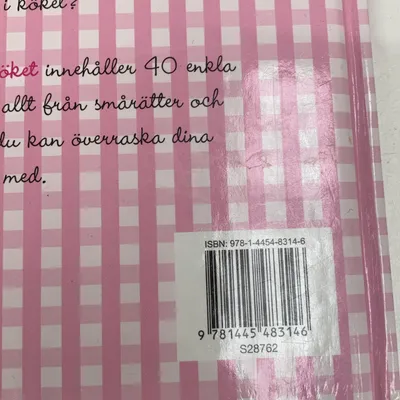 i köket?
öket innehåller 40 enkla
allt från smårätter och
du kan överraska dina
med.
ISBN: 978-1-4454-8314-6
9 781445 483146
S28762